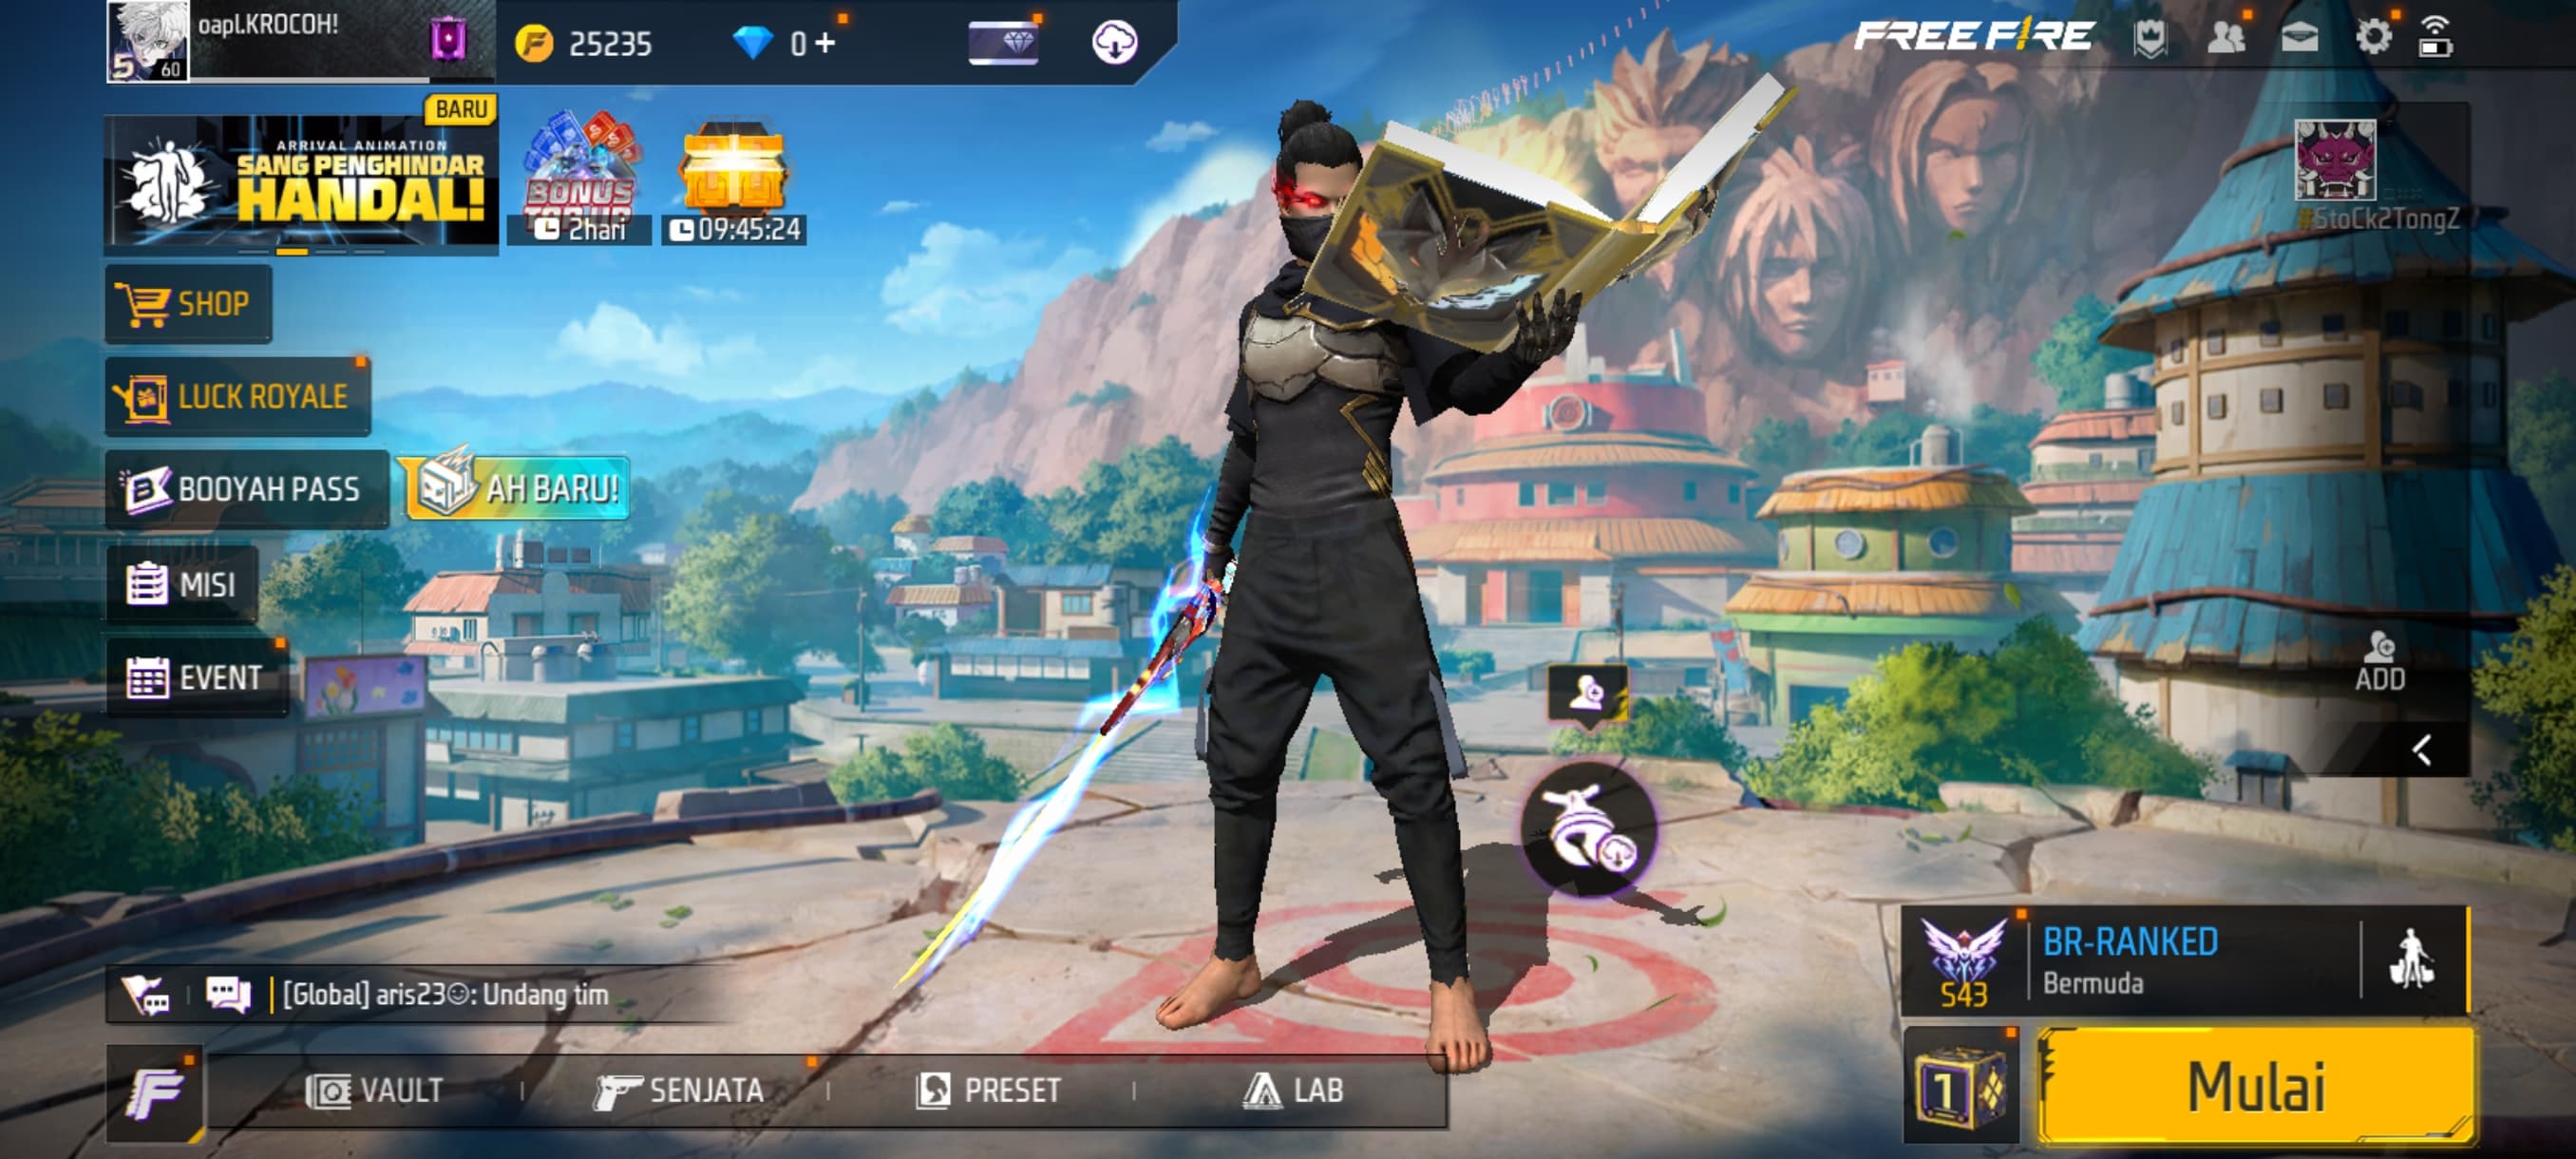 oapl.KROCOH!
5
60
25235
0 +
FREE FIRE
BARU
ARRIVAL ANIMATION
SANG PENGHINDAR
HANDAL!
BONUS
2hari
09:45:24
#StoCk2TongZ
SHOP
LUCK ROYALE
BOOYAH PASS
AH BARU!
MISI
EVENT
ADD
[Global] aris23☺: Undang tim
BR-RANKED
Bermuda
S43
VAULT
SENJATA
PRESET
LAB
1
Mulai